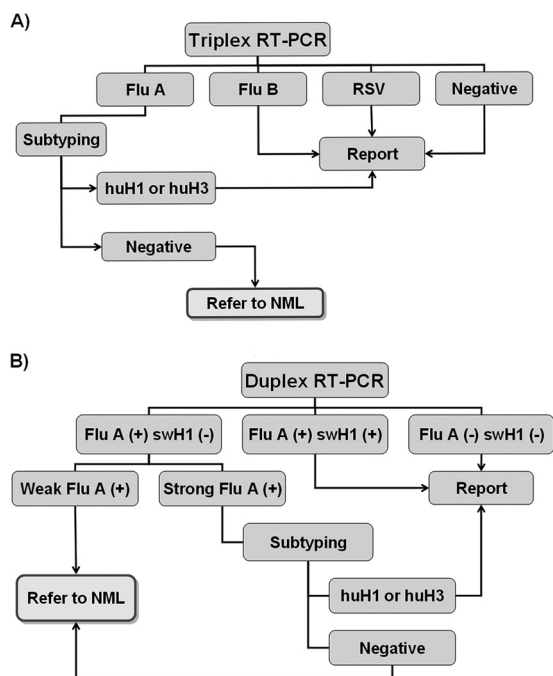 A)
Triplex RT-PCR
Flu A
Flu B
RSV
Negative
Subtyping
Report
huH1 or huH3
Negative
Refer to NML
B)
Duplex RT-PCR
Flu A (+) swH1 (-)
Flu A (+) swH1 (+)
Flu A (-) swH1 (-)
Weak Flu A (+)
Strong Flu A (+)
Report
Subtyping
Refer to NML
huH1 or huH3
Negative